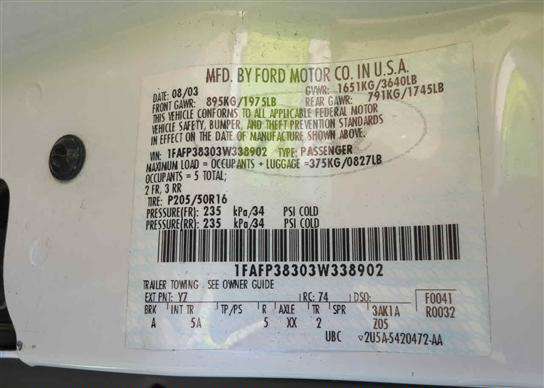 MFD. BY FORD MOTOR CO. IN U.S.A.
DATE: 08/03 GVWR: 1651KG/3640LB
FRONT GAWR: 895KG/1975LB REAR GAWR: 791KG/1745LB
THIS VEHICLE CONFORMS TO ALL APPLICABLE FEDERAL MOTOR
VEHICLE SAFETY, BUMPER, AND THEFT PREVENTION STANDARDS
IN EFFECT ON THE DATE OF MANUFACTURE SHOWN ABOVE.
VIN: 1FAFP38303W338902 TYPE: PASSENGER
MAXIMUM LOAD = OCCUPANTS + LUGGAGE =375KG/0827LB
OCCUPANTS = 5 TOTAL;
2 FR, 3 RR
TIRE: P205/50R16
PRESSURE(FR): 235 kPa/34 PSI COLD
PRESSURE(RR): 235 kPa/34 PSI COLD
1FAFP38303W338902
TRAILER TOWING - SEE OWNER GUIDE
EXT PNT: Y7 RC: 74 DSO: F0041
BRK INT TR TP/PS R AXLE TR SPR 3AK1A R0032
A 5A 5 XX 2 Z05
UBC 2U5A-5420472-AA